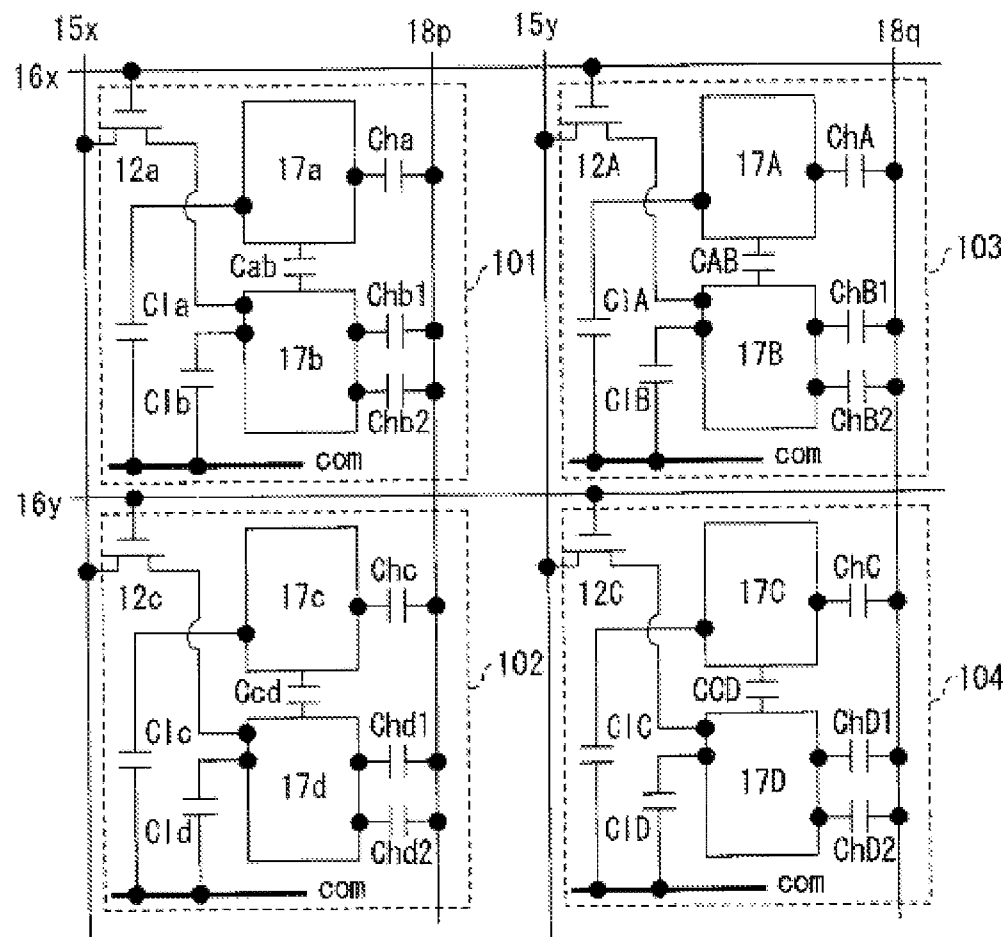 15x 18p 15y 18q
16x
12a 17a Cha 12A 17A ChA
Cab 101 CAB 103
Cla Chb1 ClA ChB1
17b 17B
Clb Chb2 ClB ChB2
com com
16y
12c 17c Chc 12C 17C ChC
Ccd 102 CCD 104
Clc Chd1 ClC ChD1
17d 17D
Cld Chd2 ClD ChD2
com com